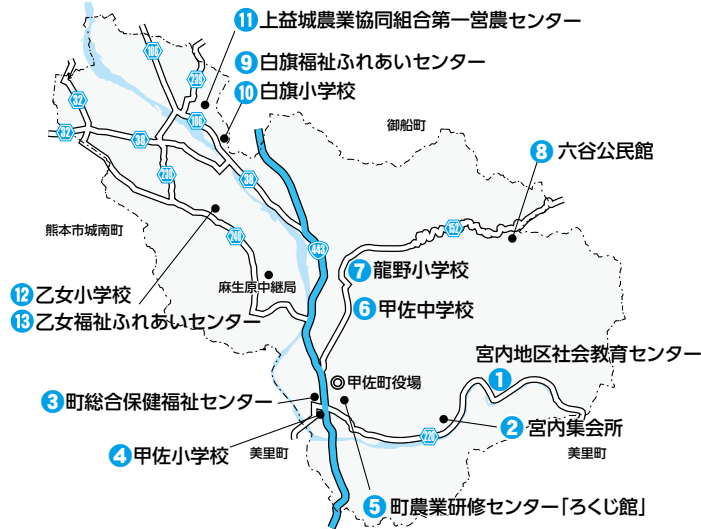 ⑪上益城農業協同組合第一営農センター
⑨白旗福祉ふれあいセンター
⑩白旗小学校
御船町
⑧六谷公民館
熊本市城南町
麻生原中継局
⑦龍野小学校
⑥甲佐中学校
⑫乙女小学校
⑬乙女福祉ふれあいセンター
宮内地区社会教育センター
①
◎甲佐町役場
③町総合保健福祉センター
②宮内集会所
④甲佐小学校
美里町
美里町
⑤町農業研修センター「ろくじ館」
106
238
32
32
39
106
238
38
240
443
152
220